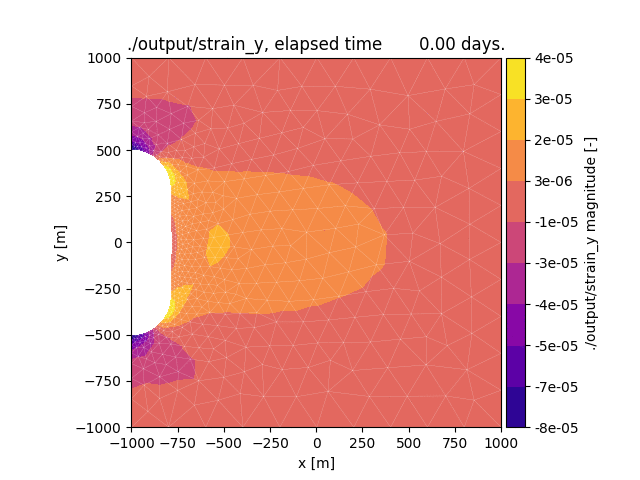 ./output/strain_y, elapsed time 0.00 days.
1000
750
500
250
0
−250
−500
−750
−1000
y [m]
−1000 −750 −500 −250 0 250 500 750 1000
x [m]
4e-05
3e-05
2e-05
3e-06
-1e-05
-3e-05
-4e-05
-5e-05
-7e-05
-8e-05
./output/strain_y magnitude [-]